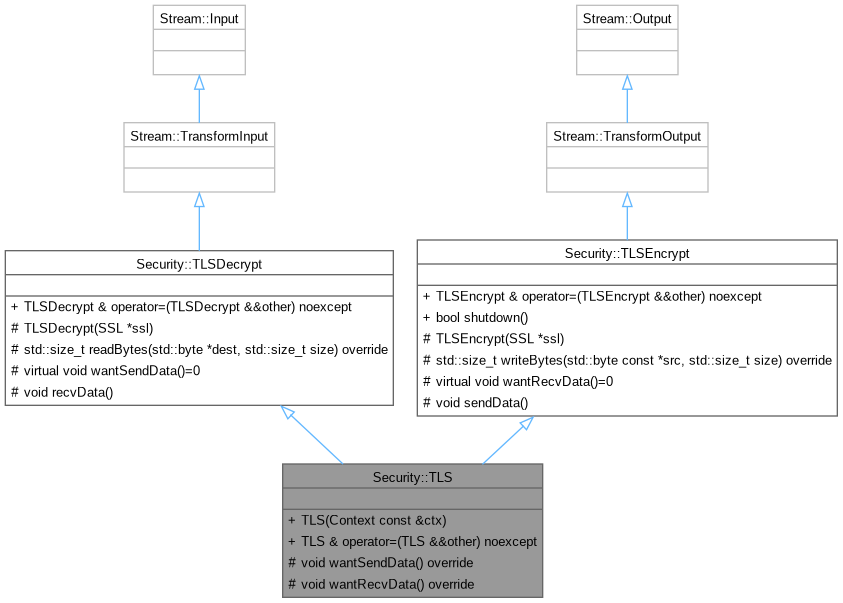 Stream::Input
Stream::Output
Stream::TransformInput
Stream::TransformOutput
Security::TLSDecrypt
+ TLSDecrypt & operator=(TLSDecrypt &&other) noexcept
# TLSDecrypt(SSL *ssl)
# std::size_t readBytes(std::byte *dest, std::size_t size) override
# virtual void wantSendData()=0
# void recvData()
Security::TLSEncrypt
+ TLSEncrypt & operator=(TLSEncrypt &&other) noexcept
+ bool shutdown()
# TLSEncrypt(SSL *ssl)
# std::size_t writeBytes(std::byte const *src, std::size_t size) override
# virtual void wantRecvData()=0
# void sendData()
Security::TLS
+ TLS(Context const &ctx)
+ TLS & operator=(TLS &&other) noexcept
# void wantSendData() override
# void wantRecvData() override